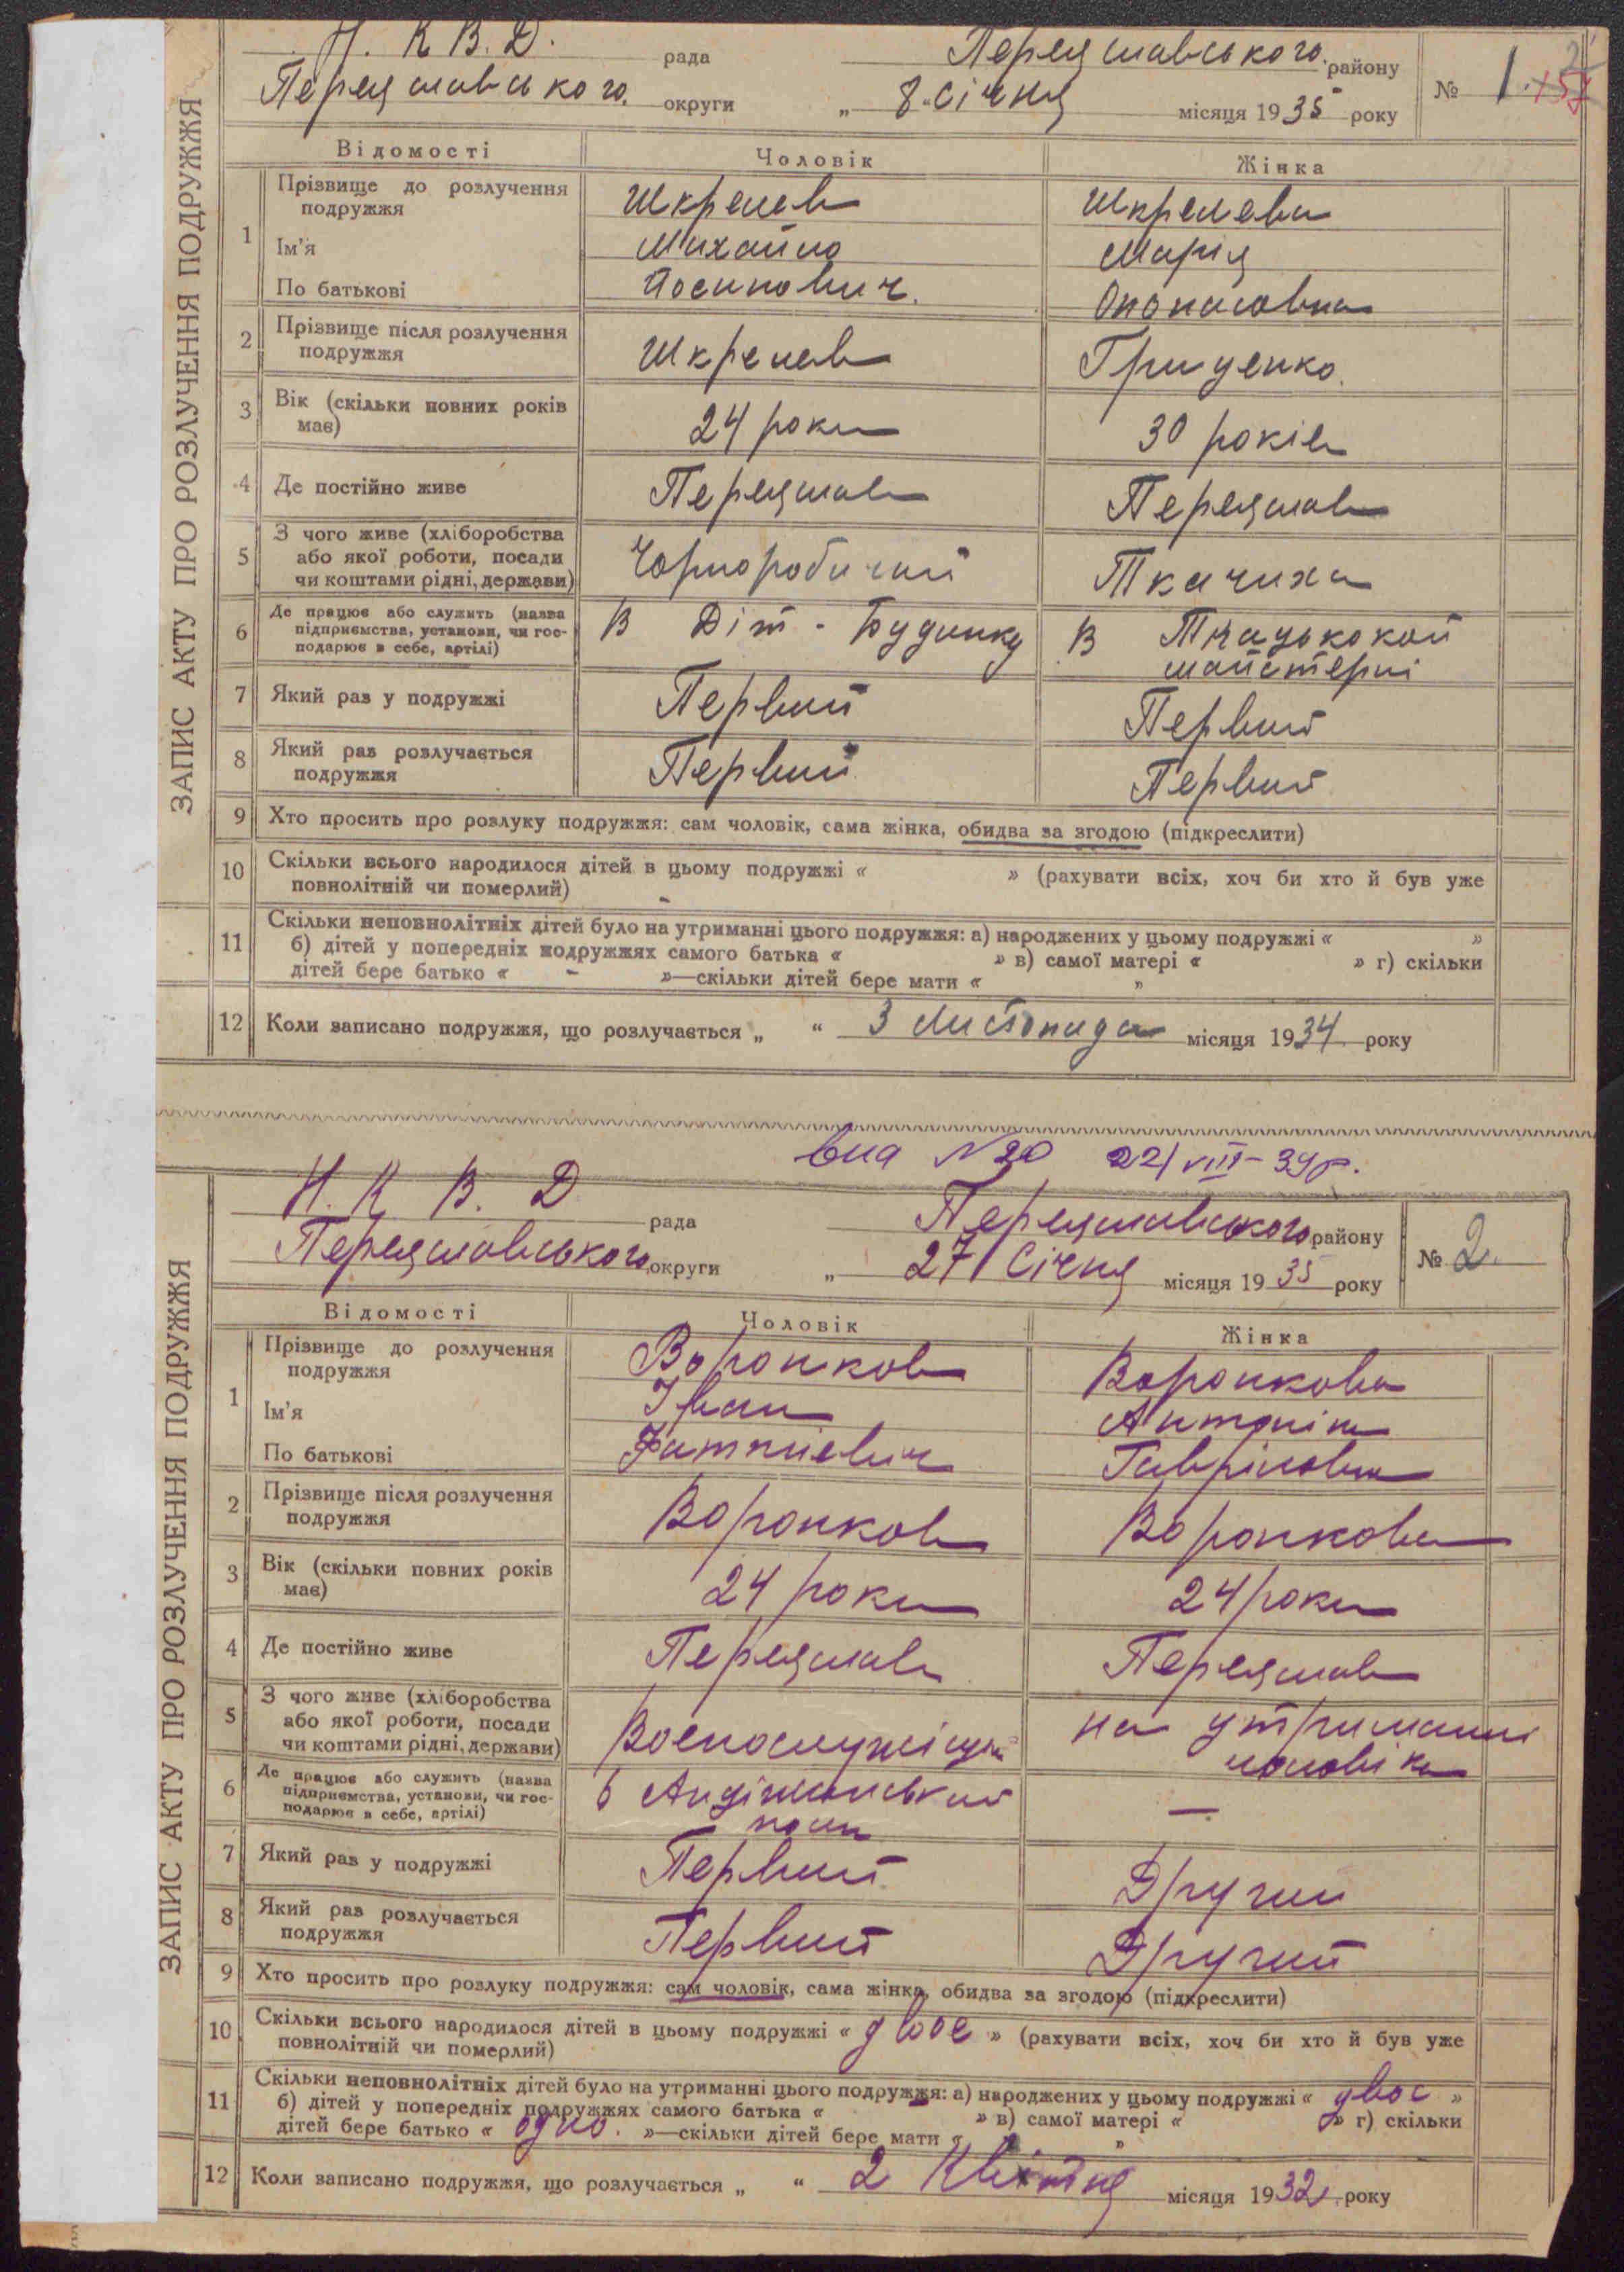 Н. К. В. Д. рада Переяславського району
Переяславського округи „ 8 “ Січня місяця 1935 року № 1.
ЗАПИС АКТУ ПРО РОЗЛУЧЕННЯ ПОДРУЖЖЯ
Відомості Чоловік Жінка
1 Прізвище до розлучення подружжя
Ім'я Михайло Марія
По батькові Йосипович. Опанасовна
2 Прізвище після розлучення
подружжя Гриценко.
3 Вік (скільки повних років
має) 24 роки 30 років
4 Де постійно живе Переяслав Переяслав
5 З чого живе (хліборобства
або якої роботи, посади
чи коштами рідні, держави) Чорноробичий Ткачиха
6 Де працює або служить (назва
підприємства, установи, чи гос-
подарює в себе, артілі) В Діт - Будинку В Ткацькокой
майстерні
7 Який раз у подружжі Первий Первий
8 Який раз розлучається
подружжя Первий Первий
9 Хто просить про розлуку подружжя: сам чоловік, сама жінка, обидва за згодою (підкреслити)
10 Скільки всього народилося дітей в цьому подружжі « » (рахувати всіх, хоч би хто й був уже
повнолітній чи померлий) -
11 Скільки неповнолітніх дітей було на утриманні цього подружжя: а) народжених у цьому подружжі « »
б) дітей у попередніх подружжях самого батька « » в) самої матері « » г) скільки
дітей бере батько « - »—скільки дітей бере мати « „
12 Коли записано подружжя, що розлучається „ “ 3 Листопада місяця 1934 року
вид №20 22/VIII-39р.
Н. К. В. Д рада Переяславського району
Переяславського округи „ 27 Січня місяця 1935 року № 2.
ЗАПИС АКТУ ПРО РОЗЛУЧЕННЯ ПОДРУЖЖЯ
Відомості Чоловік Жінка
1 Прізвище до розлучення
подружжя Воронков Воронкова
Ім'я Іван Антоніна
По батькові Гавріловна
2 Прізвище після розлучення
подружжя Воронков Воронкова
3 Вік (скільки повних років
має) 24 роки 24 роки
4 Де постійно живе Переяслав Переяслав
5 З чого живе (хліборобства
або якої роботи, посади
чи коштами рідні, держави) Воєнослужіщий на утриманні
чоловіка
6 Де працює або служить (назва
підприємства, установи, чи гос-
подарює в себе, артілі) в —
7 Який раз у подружжі Первий Другий
8 Який раз розлучається
подружжя Первий Другий
9 Хто просить про розлуку подружжя: сам чоловік, сама жінка, обидва за згодою (підкреслити)
10 Скільки всього народилося дітей в цьому подружжі « двоє » (рахувати всіх, хоч би хто й був уже
повнолітній чи померлий)
11 Скільки неповнолітніх дітей було на утриманні цього подружжя: а) народжених у цьому подружжі « двоє »
б) дітей у попередніх подружжях самого батька « » в) самої матері « » г) скільки
дітей бере батько « одно. »—скільки дітей бере мати « „
12 Коли записано подружжя, що розлучається „ “ 2 Квітня місяця 1932 року